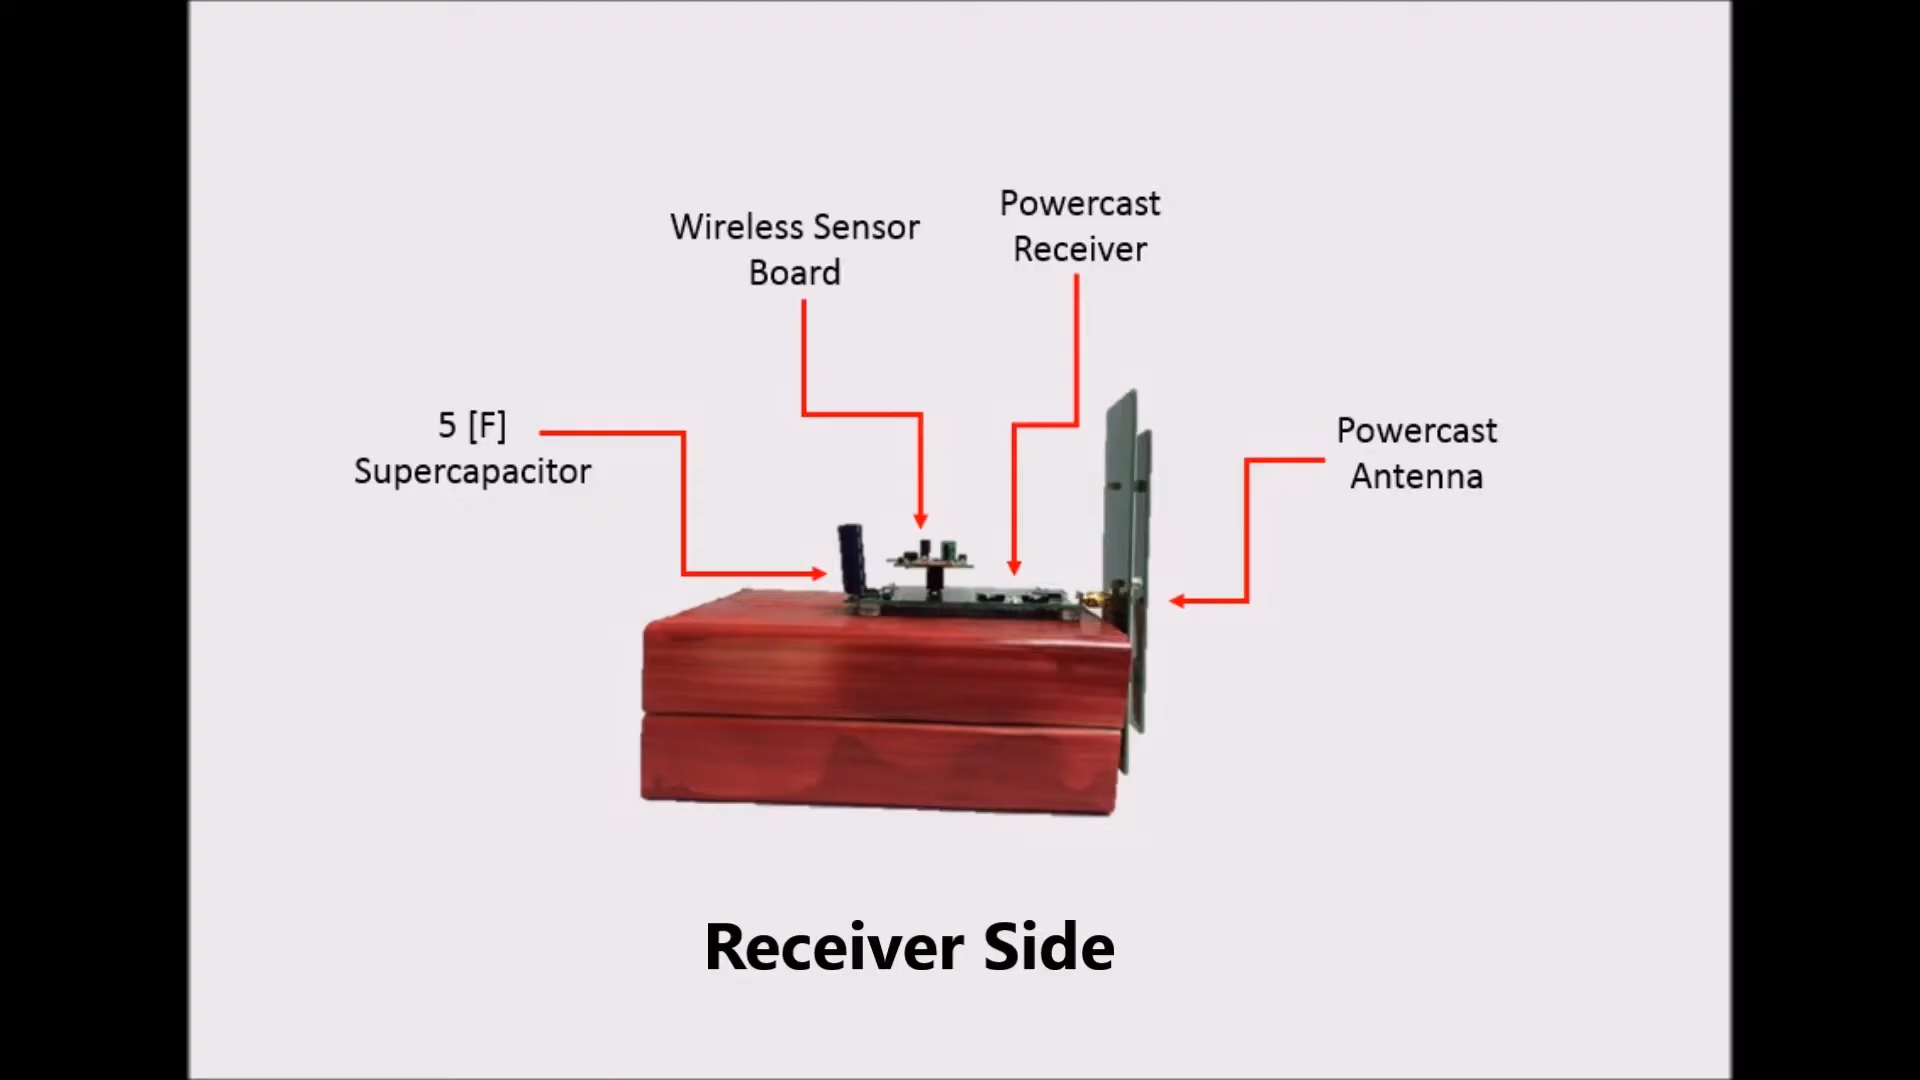 Wireless Sensor
Board
Powercast
Receiver
5 [F]
Supercapacitor
Powercast
Antenna
Receiver Side